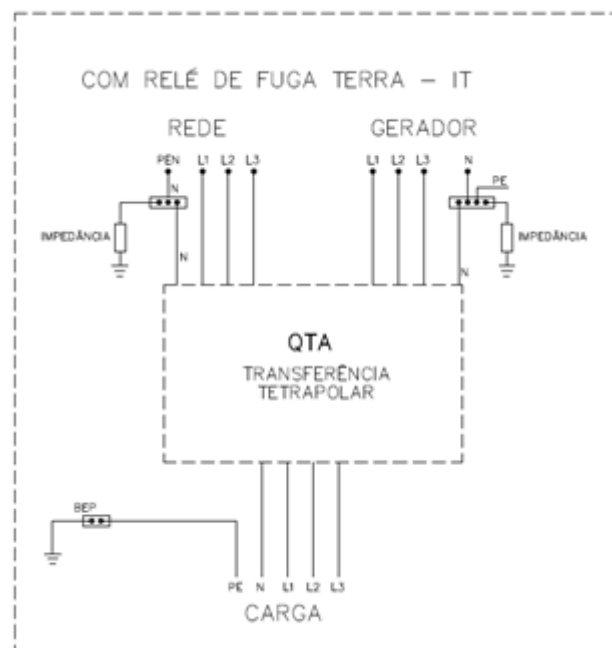 COM RELÉ DE FUGA TERRA – IT
REDE GERADOR
PEN L1 L2 L3 L1 L2 L3 N
N PE
IMPEDÂNCIA IMPEDÂNCIA
N N
QTA
TRANSFERÊNCIA
TETRAPOLAR
BEP
PE N L1 L2 L3
CARGA